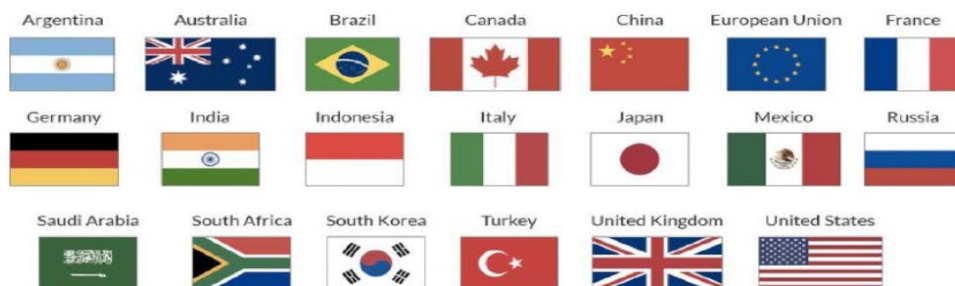 Argentina Australia Brazil Canada China European Union France
Germany India Indonesia Italy Japan Mexico Russia
Saudi Arabia South Africa South Korea Turkey United Kingdom United States